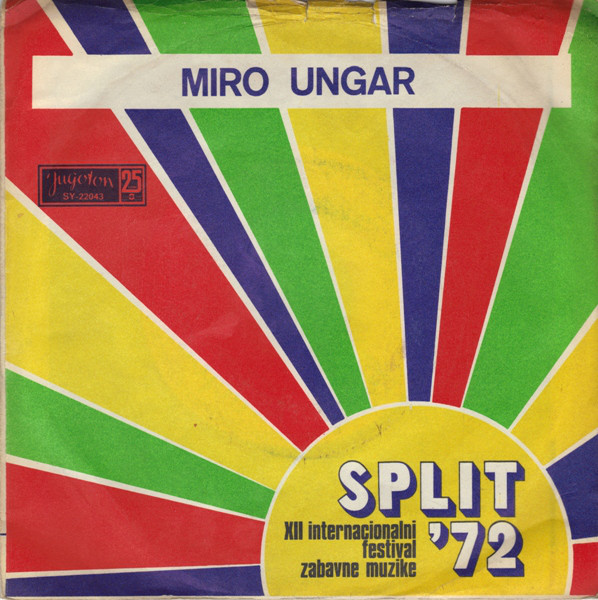 MIRO UNGAR
Jugoton 25
SY-22043
SPLIT
'72
XII internacionalni
festival
zabavne muzike